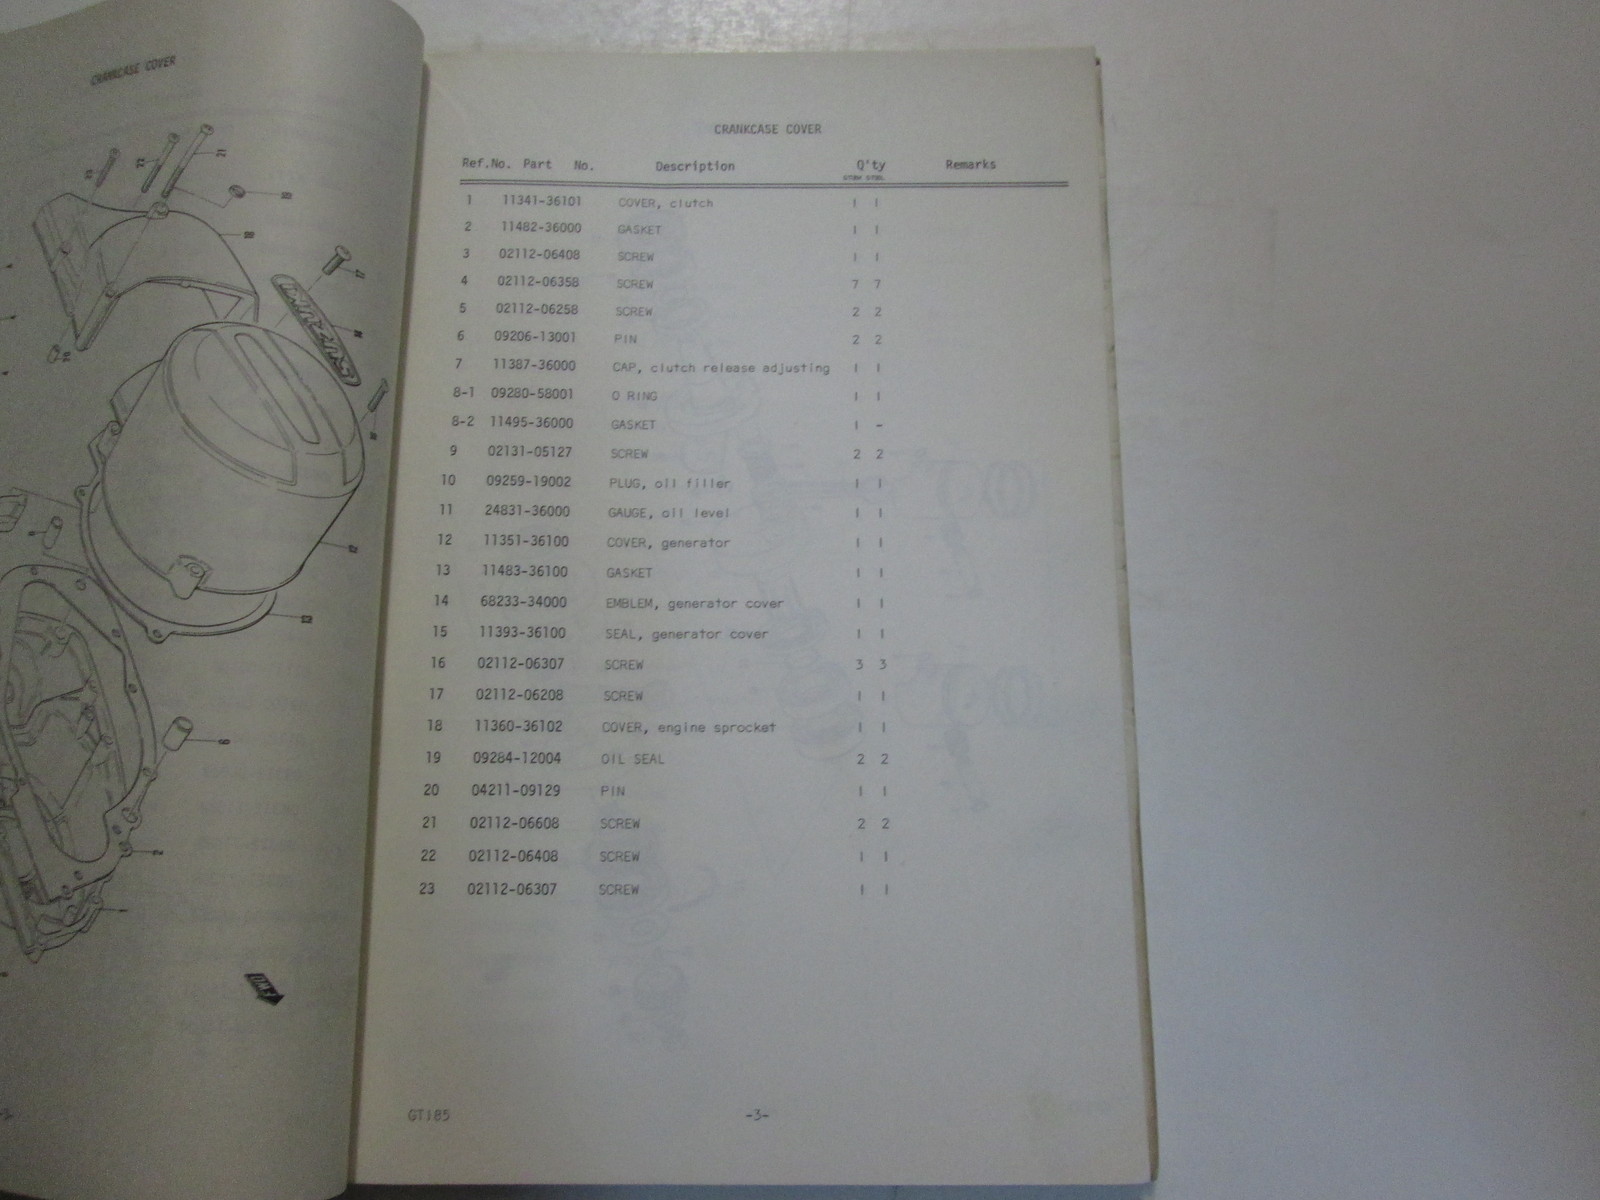 CRANKCASE COVER
23
22
21
SUZUKI
FWD
CRANKCASE COVER
Ref.No. Part No. Description Q'ty Remarks
1 11341-36101 COVER, clutch 1 1
2 11482-36000 GASKET 1 1
3 02112-06408 SCREW 1 1
4 02112-06358 SCREW 7 7
5 02112-06258 SCREW 2 2
6 09206-13001 PIN 2 2
7 11387-36000 CAP, clutch release adjusting 1 1
8-1 09280-58001 O RING 1 1
8-2 11495-36000 GASKET 1 -
9 02131-05127 SCREW 2 2
10 09259-19002 PLUG, oil filler 1 1
11 24831-36000 GAUGE, oil level 1 1
12 11351-36100 COVER, generator 1 1
13 11483-36100 GASKET 1 1
14 68233-34000 EMBLEM, generator cover 1 1
15 11393-36100 SEAL, generator cover 1 1
16 02112-06307 SCREW 3 3
17 02112-06208 SCREW 1 1
18 11360-36102 COVER, engine sprocket 1 1
19 09284-12004 OIL SEAL 2 2
20 04211-09129 PIN 1 1
21 02112-06608 SCREW 2 2
22 02112-06408 SCREW 1 1
23 02112-06307 SCREW 1 1
GT185 -3-